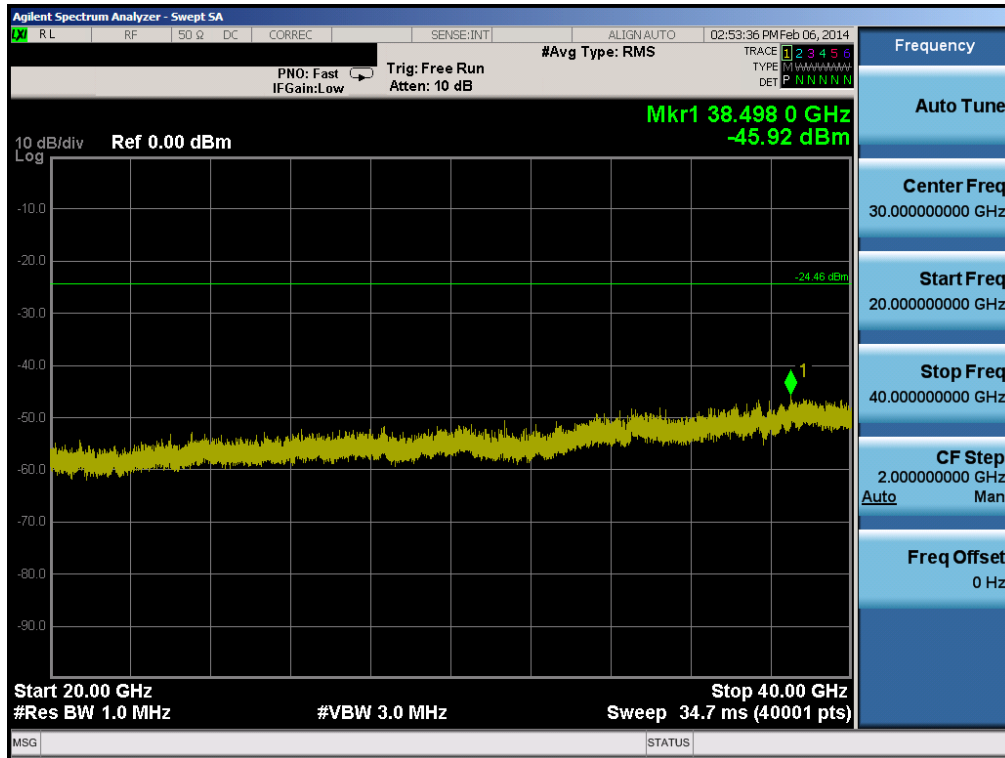 Agilent Spectrum Analyzer - Swept SA
LXI RL RF 50 Ω DC CORREC SENSE:INT ALIGN AUTO 02:53:36 PM Feb 06, 2014
#Avg Type: RMS
TRACE 1 2 3 4 5 6
TYPE M WWWWW
DET P N N N N N
PNO: Fast
IFGain:Low
Trig: Free Run
Atten: 10 dB
Mkr1 38.498 0 GHz
-45.92 dBm
10 dB/div Ref 0.00 dBm
Log
-10.0
-20.0
-24.46 dBm
-30.0
-40.0
1
-50.0
-60.0
-70.0
-80.0
-90.0
Start 20.00 GHz Stop 40.00 GHz
#Res BW 1.0 MHz #VBW 3.0 MHz Sweep 34.7 ms (40001 pts)
MSG STATUS
Frequency
Auto Tune
Center Freq
30.000000000 GHz
Start Freq
20.000000000 GHz
Stop Freq
40.000000000 GHz
CF Step
2.000000000 GHz
Auto Man
Freq Offset
0 Hz